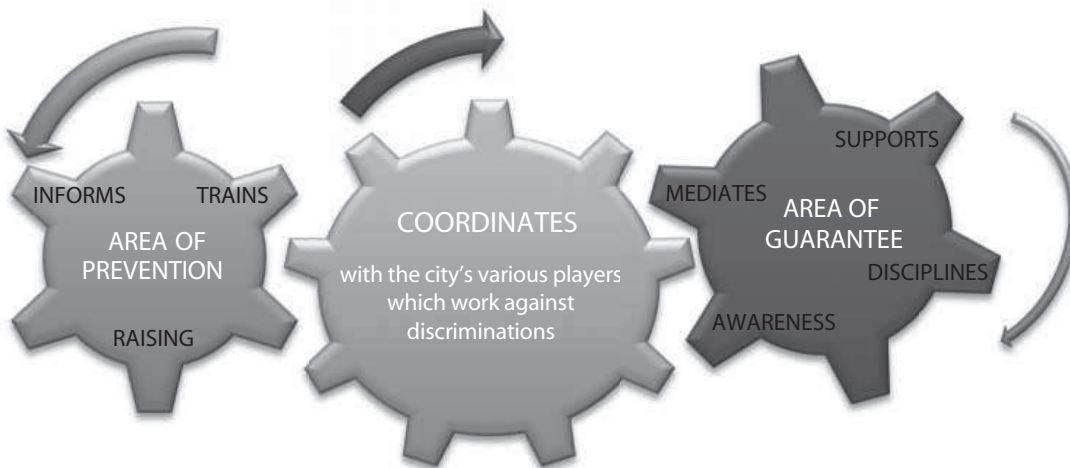 INFORMS
TRAINS
AREA OF
PREVENTION
RAISING
COORDINATES
with the city's various players
which work against
discriminations
SUPPORTS
MEDIATES
AREA OF
GUARANTEE
DISCIPLINES
AWARENESS